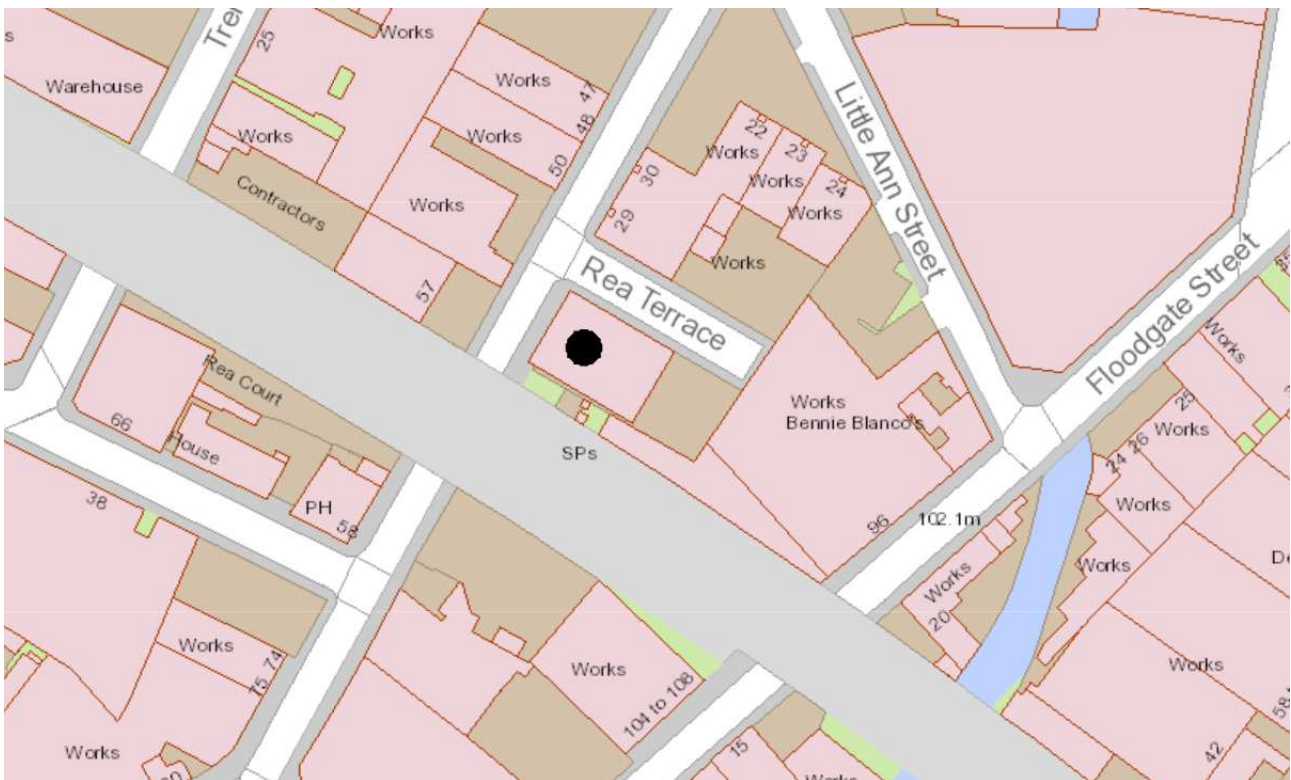 Tre
25
Works
s
Warehouse
Works
47
48
Works
50
Works
Contractors
Works
57
22
23
24
Works
Works
Works
30
29
Works
Little Ann Street
Rea Terrace
Floodgate Street
Works
Rea Court
66
House
PH
58
38
SPs
Works
Bennie Blanco's
96
102.1m
25
Works
24 26
Works
Works
Works
20
De
Works
74
75
Works
Works
104 to 108
Works
15
Works
42
58